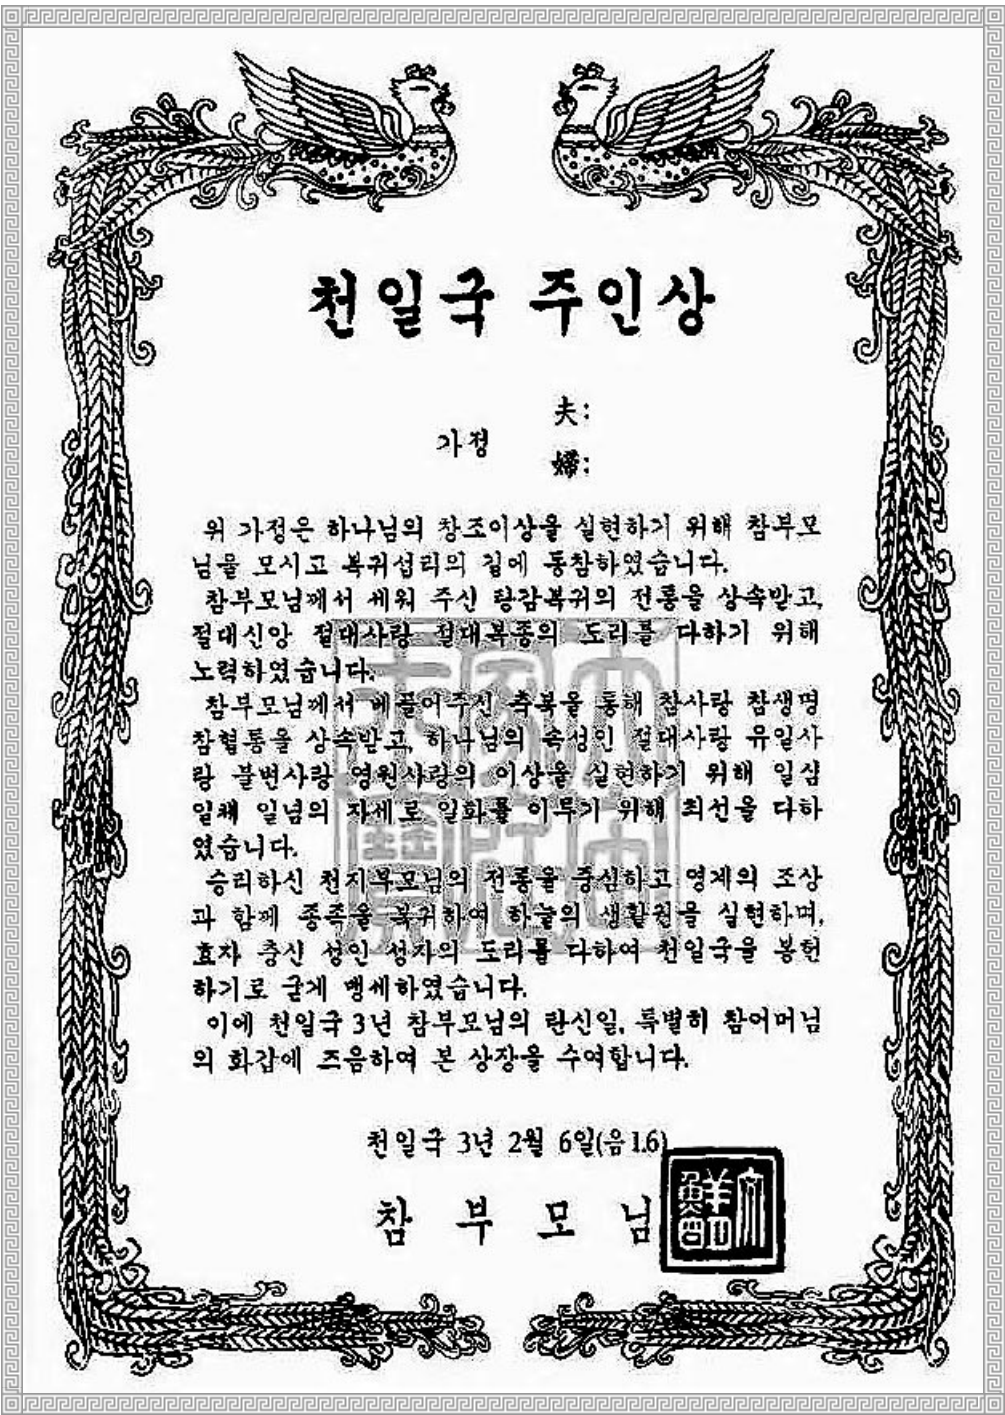 천일국 주인상
夫:
가정
婦:
위 가정은 하나님의 창조이상을 실현하기 위해 참부모
님을 모시고 복귀섭리의 길에 동참하였습니다.
참부모님께서 세워 주신 탕감복귀의 전통을 상속받고,
절대신앙 절대사랑 절대복종의 도리를 다하기 위해
노력하였습니다.
참부모님께서 베풀어주신 축복을 통해 참사랑 참생명
참혈통을 상속받고, 하나님의 속성인 절대사랑 유일사
랑 불변사랑 영원사랑의 이상을 실현하기 위해 일심
일체 일념의 자세로 일화를 이루기 위해 최선을 다하
였습니다.
승리하신 천지부모님의 전통을 중심하고 영계의 조상
과 함께 종족을 복귀하여 하늘의 생활권을 실현하며,
효자 충신 성인 성자의 도리를 다하여 천일국을 봉헌
하기로 굳게 맹세하였습니다.
이에 천일국 3년 참부모님의 탄신일, 특별히 참어머님
의 화갑에 즈음하여 본 상장을 수여합니다.
천일국 3년 2월 6일(음1.6)
참 부 모 님